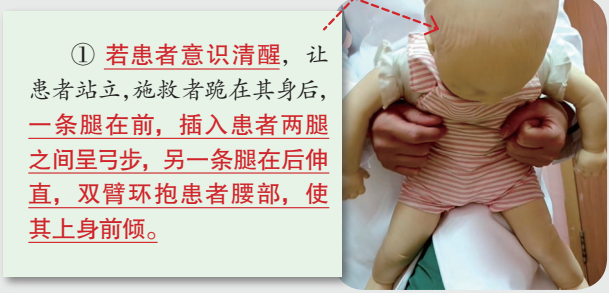 ① 若患者意识清醒，让
患者站立，施救者跪在其身后，
一条腿在前，插入患者两腿
之间呈弓步，另一条腿在后伸
直，双臂环抱患者腰部，使
其上身前倾。